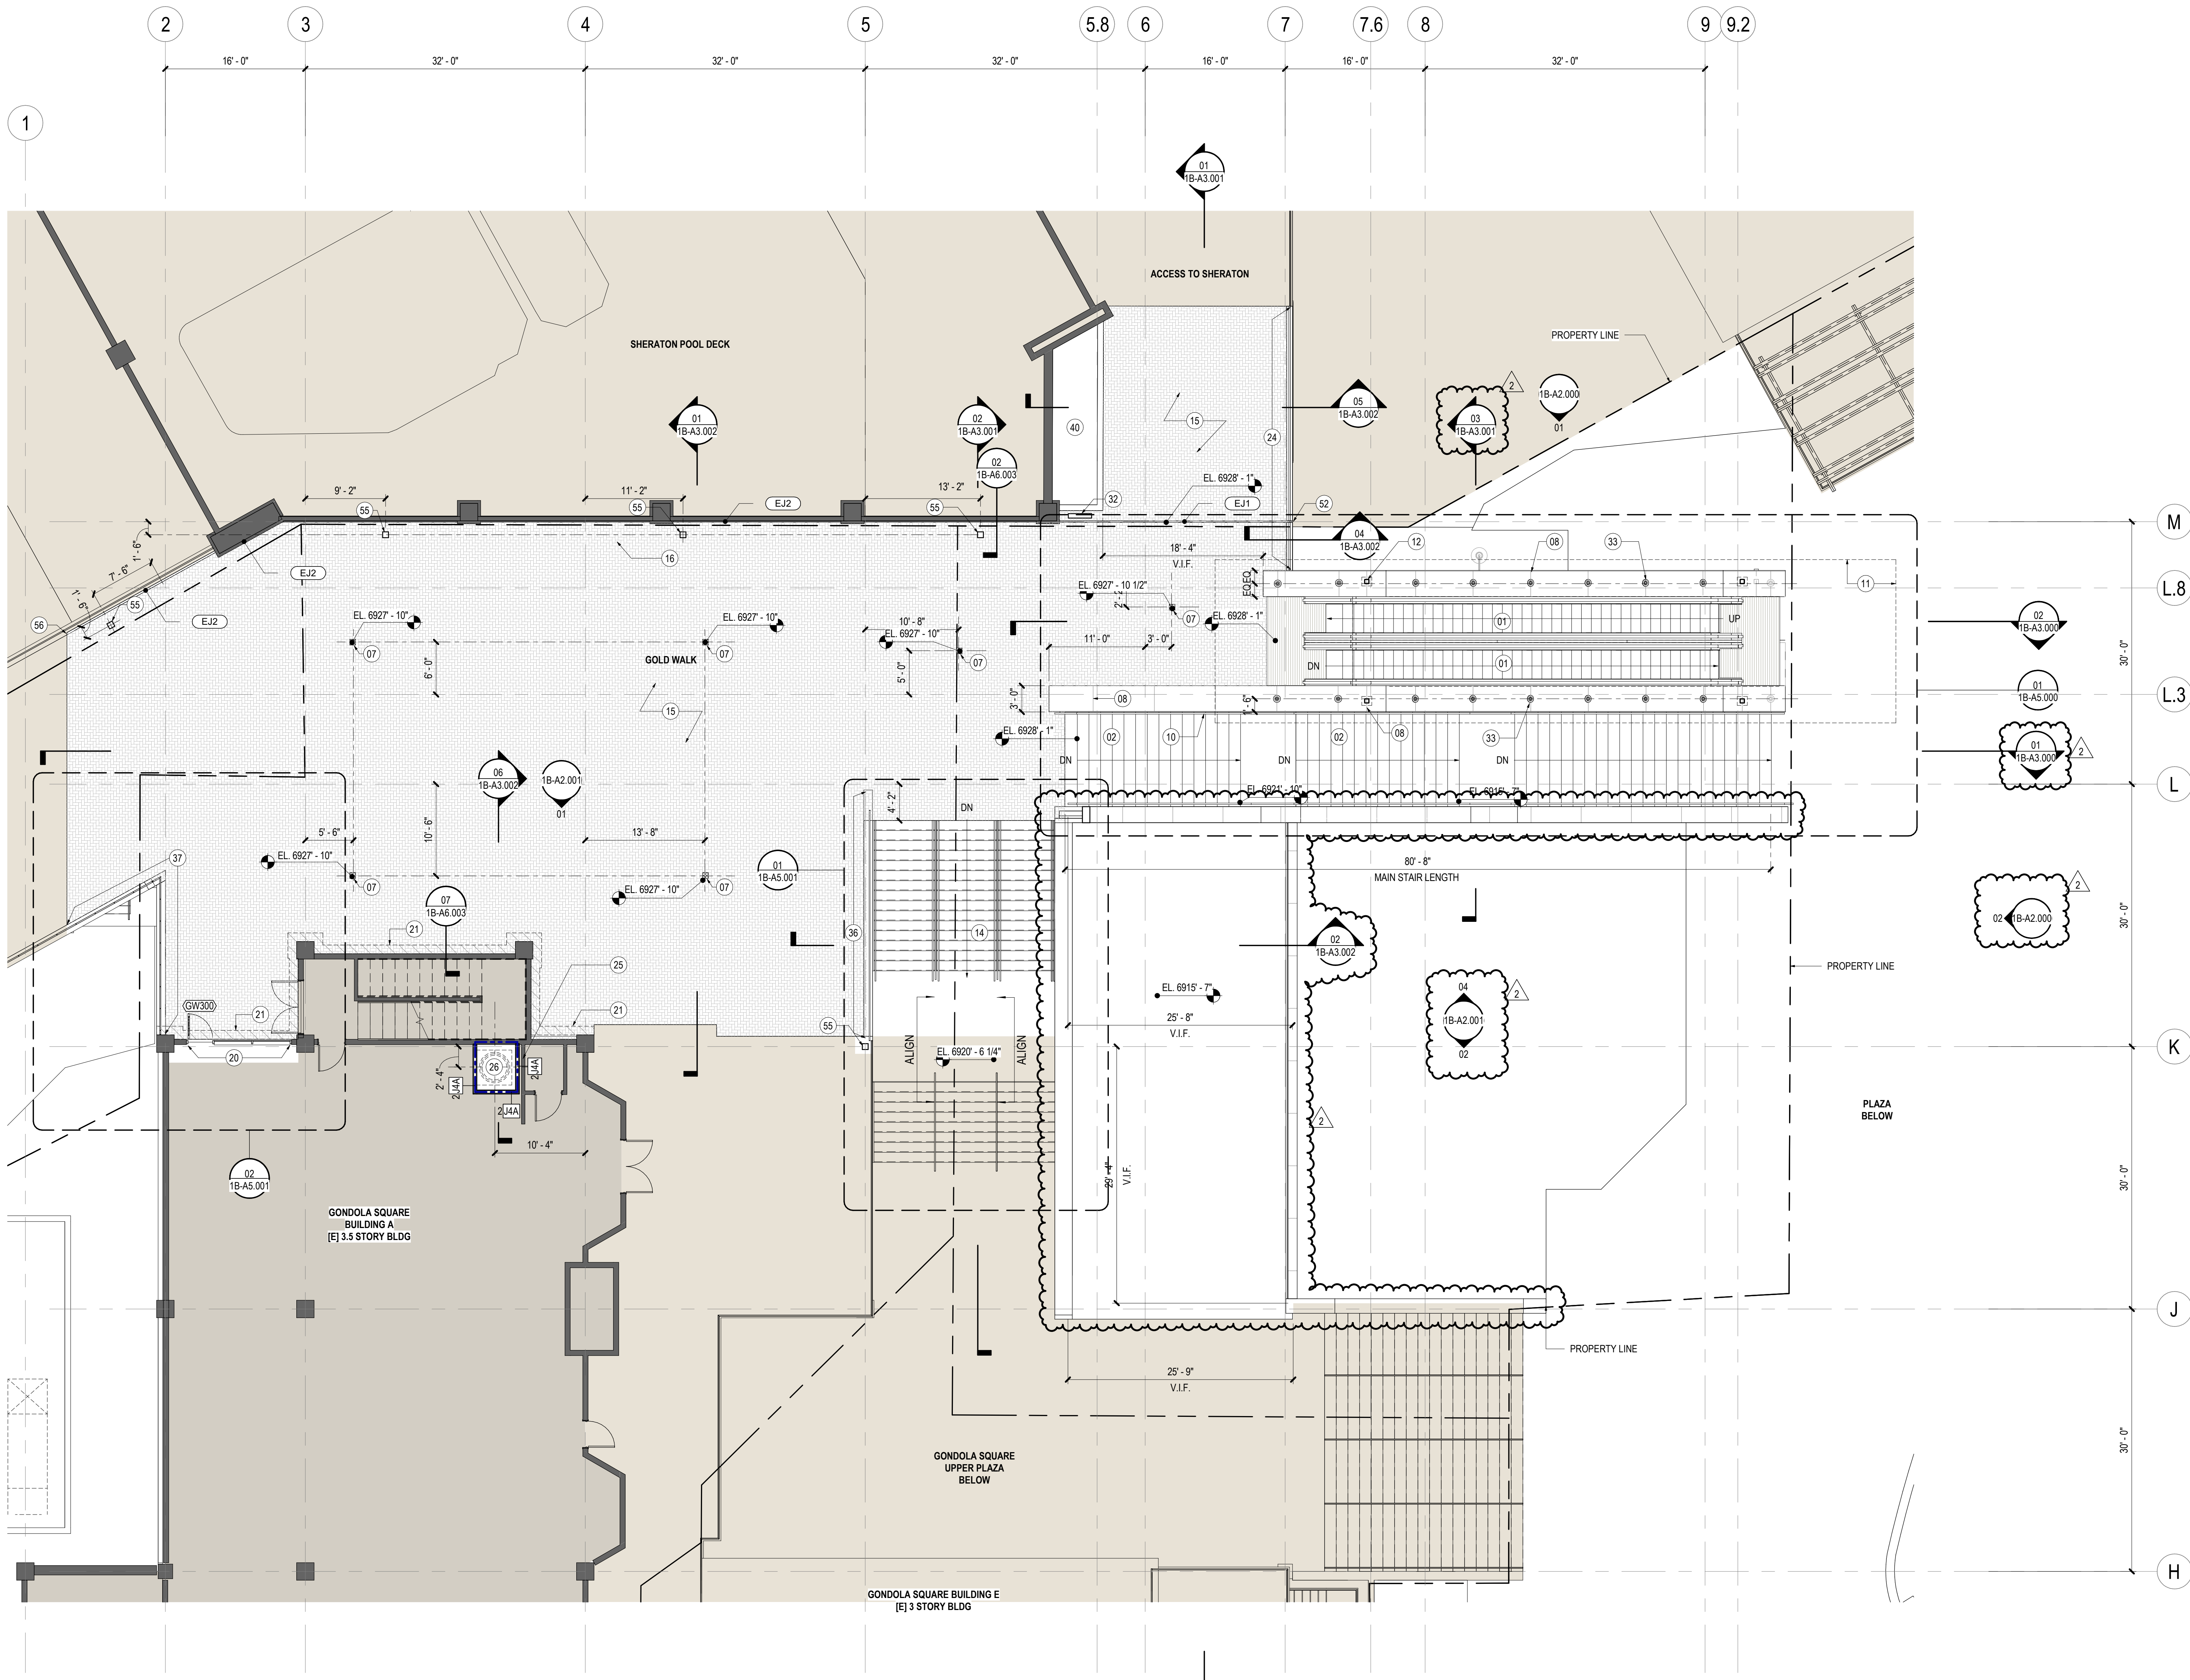 2
3
4
5
5.8
6
7
7.6
8
9
9.2
16' - 0"
32' - 0"
32' - 0"
32' - 0"
16' - 0"
16' - 0"
32' - 0"
1
01
1B-A3.001
ACCESS TO SHERATON
SHERATON POOL DECK
PROPERTY LINE
01
1B-A3.002
02
1B-A3.001
02
1B-A6.003
40
15
24
05
1B-A3.002
03
1B-A3.001
2
1B-A2.000
01
9' - 2"
11' - 2"
13' - 2"
55
55
55
EJ2
32
EL. 6928' - 1"
EJ1
52
M
1' - 6"
7' - 6"
1' - 6"
55
EJ2
EJ2
56
16
18' - 4"
V.I.F.
04
1B-A3.002
12
08
33
11
L.8
EL. 6927' - 10 1/2"
EQ
EQ
EL. 6928' - 1"
07
01
UP
02
1B-A3.000
EL. 6927' - 10"
EL. 6927' - 10"
10' - 8"
EL. 6927' - 10"
07
07
07
6' - 0"
GOLD WALK
5' - 0"
11' - 0"
3' - 0"
DN
01
30' - 0"
01
1B-A5.000
L.3
15
3' - 0"
08
EL. 6928' - 1"
02
10
02
08
33
01
1B-A3.000
2
DN
DN
DN
06
1B-A3.002
1B-A2.001
01
L
4' - 2"
DN
EL. 6921' - 10"
EL. 6915' - 7"
5' - 6"
10' - 6"
13' - 8"
37
EL. 6927' - 10"
07
EL. 6927' - 10"
07
01
1B-A5.001
80' - 8"
MAIN STAIR LENGTH
07
1B-A6.003
21
36
14
02
1B-A3.002
2
02
1B-A2.000
30' - 0"
25
PROPERTY LINE
GW300
21
21
20
55
EL. 6915' - 7"
25' - 8"
V.I.F.
04
1B-A2.001
02
2
ALIGN
ALIGN
EL. 6920' - 6 1/4"
K
2' - 4"
26
2 J4A
2 J4A
2 J4A
10' - 4"
2
PLAZA
BELOW
02
1B-A5.001
29' - 4"
V.I.F.
30' - 0"
GONDOLA SQUARE
BUILDING A
[E] 3.5 STORY BLDG
J
PROPERTY LINE
25' - 9"
V.I.F.
30' - 0"
GONDOLA SQUARE
UPPER PLAZA
BELOW
H
GONDOLA SQUARE BUILDING E
[E] 3 STORY BLDG